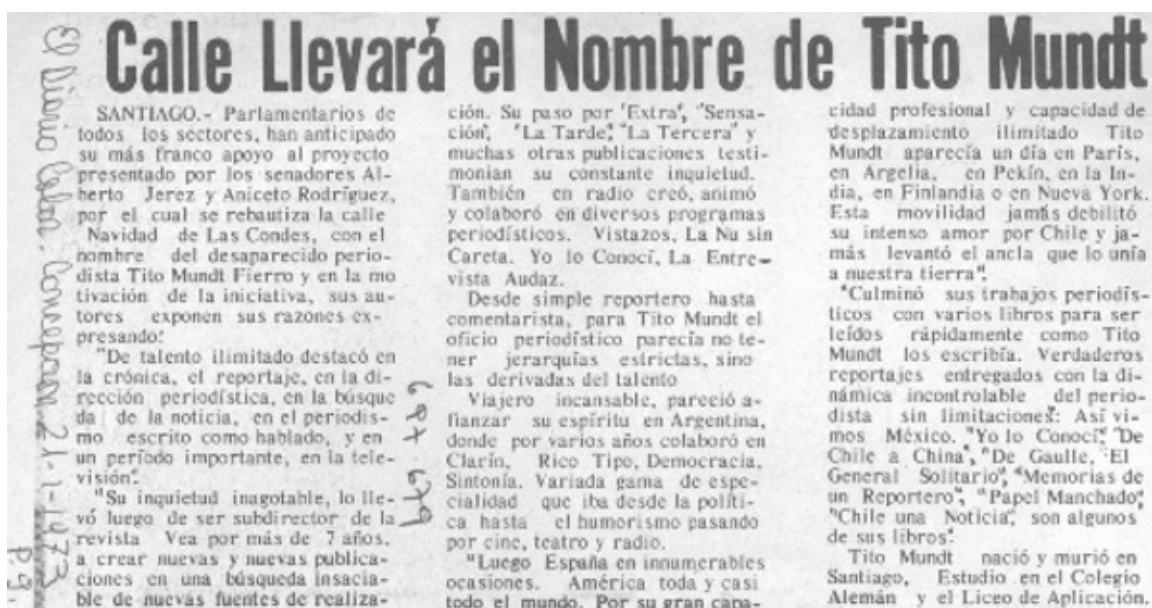 Calle Llevará el Nombre de Tito Mundt
SANTIAGO.- Parlamentarios de
todos los sectores, han anticipado
su más franco apoyo al proyecto
presentado por los senadores Al-
berto Jerez y Aniceto Rodríguez,
por el cual se rebautiza la calle
Navidad de Las Condes, con el
nombre del desaparecido perio-
dista Tito Mundt Fierro y en la mo
tivación de la iniciativa, sus au-
tores exponen sus razones ex-
presando:
"De talento ilimitado destacó en
la crónica, el reportaje, en la di-
rección periodística, en la búsque
da de la noticia, en el periodis-
mo escrito como hablado, y en
un período importante, en la tele-
visión".
"Su inquietud inagotable, lo lle-
vó luego de ser subdirector de la
revista Vea por más de 7 años.
a crear nuevas y nuevas publica-
ciones en una búsqueda insacia-
ble de nuevas fuentes de realiza-
ción. Su paso por "Extra", "Sensa-
ción", "La Tarde", "La Tercera" y
muchas otras publicaciones testi-
monian su constante inquietud.
También en radio creó, animó
y colaboró en diversos programas
periodísticos. Vistazos, La Nu sin
Careta. Yo lo Conocí, La Entre-
vista Audaz.
Desde simple reportero hasta
comentarista, para Tito Mundt el
oficio periodístico parecía no te-
ner jerarquías estrictas, sino
las derivadas del talento
Viajero incansable, pareció a-
fianzar su espíritu en Argentina,
donde por varios años colaboró en
Clarín, Rico Tipo, Democracia,
Sintonía. Variada gama de espe-
cialidad que iba desde la políti-
ca hasta el humorismo pasando
por cine, teatro y radio.
"Luego España en innumerables
ocasiones. América toda y casi
todo el mundo. Por su gran capa-
cidad profesional y capacidad de
desplazamiento ilimitado Tito
Mundt aparecía un día en París,
en Argelia, en Pekín, en la In-
dia, en Finlandia o en Nueva York.
Esta movilidad jamás debilitó
su intenso amor por Chile y ja-
más levantó el ancla que lo unía
a nuestra tierra".
"Culminó sus trabajos periodís-
ticos con varios libros para ser
leídos rápidamente como Tito
Mundt los escribía. Verdaderos
reportajes entregados con la di-
námica incontrolable del perio-
dista sin limitaciones: Así vi-
mos México. "Yo lo Conocí", "De
Chile a China", "De Gaulle, "El
General Solitario", "Memorias de
un Reportero", "Papel Manchado",
"Chile una Noticia", son algunos
de sus libros".
Tito Mundt nació y murió en
Santiago, Estudio en el Colegio
Alemán y el Liceo de Aplicación.
El Diario Color. Concepción 21-1-1973
p.9.